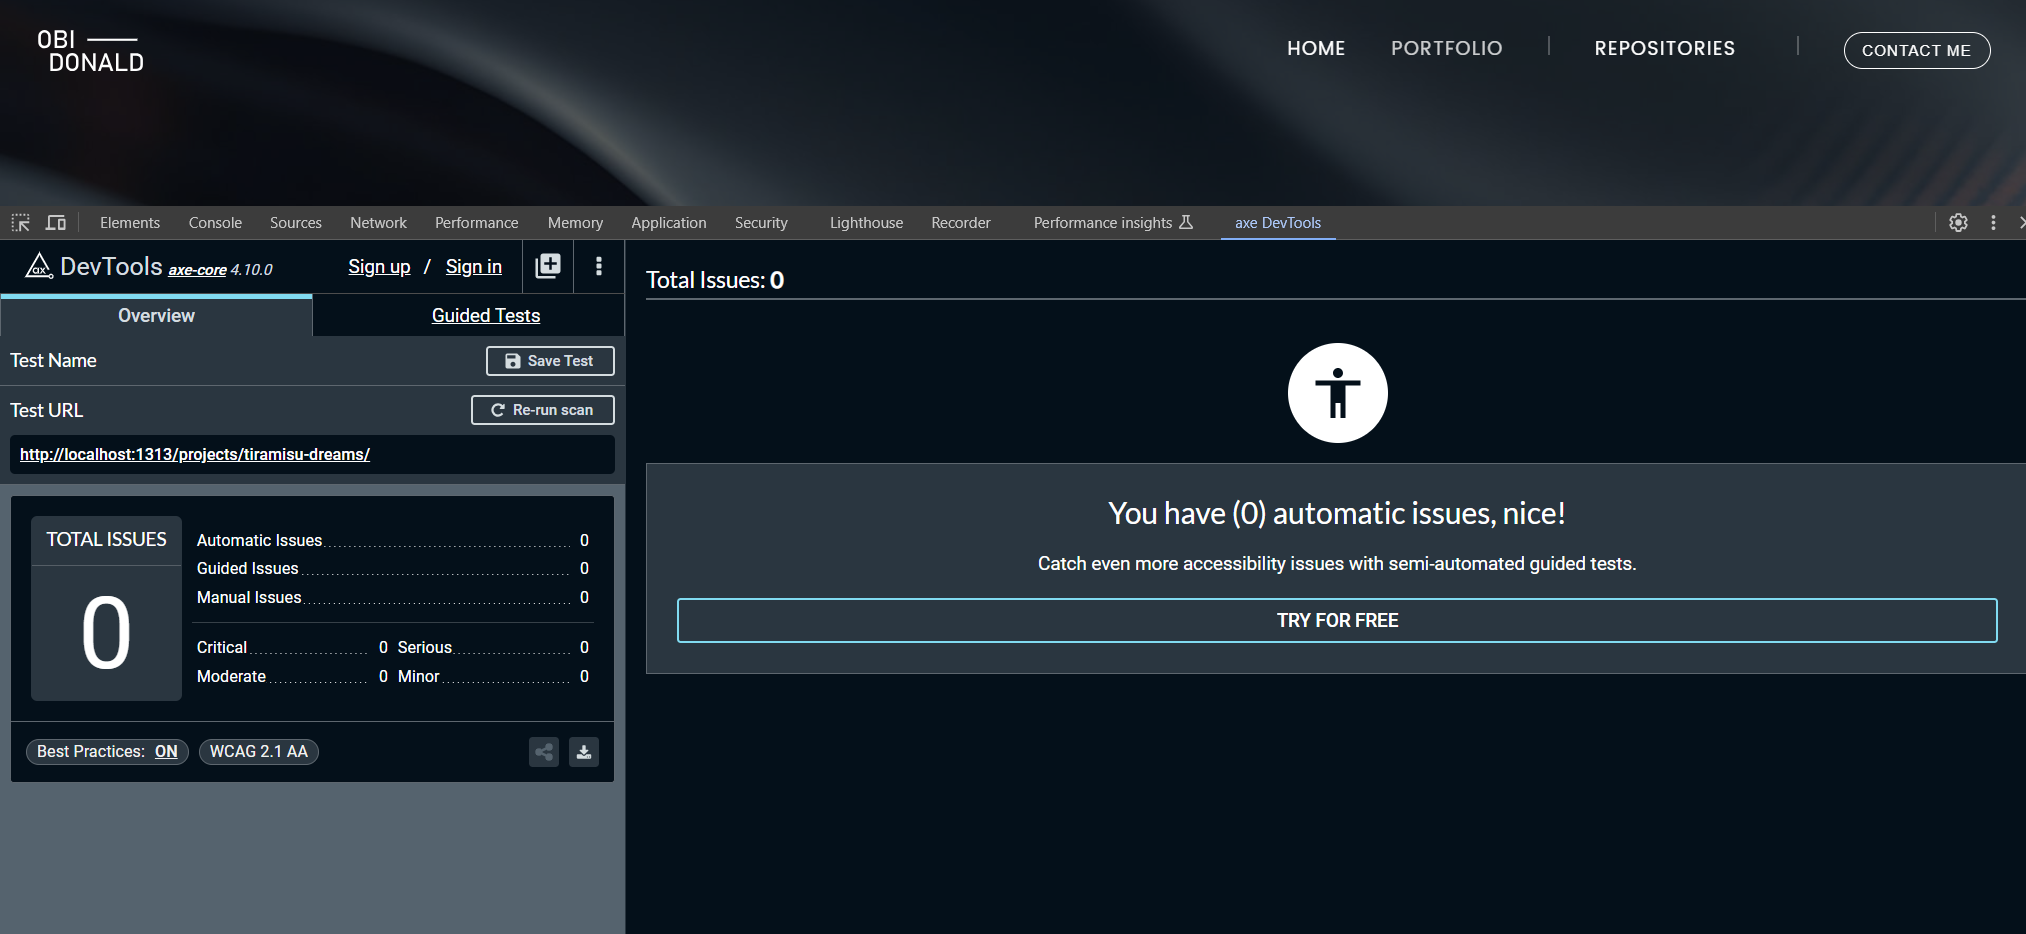 OBI
DONALD
HOME PORTFOLIO REPOSITORIES CONTACT ME
Elements Console Sources Network Performance Memory Application Security Lighthouse Recorder Performance insights axe DevTools
ax DevTools axe-core 4.10.0 Sign up / Sign in
Overview Guided Tests
Test Name Save Test
Test URL Re-run scan
http://localhost:1313/projects/tiramisu-dreams/
TOTAL ISSUES
0
Automatic Issues 0
Guided Issues 0
Manual Issues 0
Critical 0 Serious 0
Moderate 0 Minor 0
Best Practices: ON WCAG 2.1 AA
Total Issues: 0
You have (0) automatic issues, nice!
Catch even more accessibility issues with semi-automated guided tests.
TRY FOR FREE